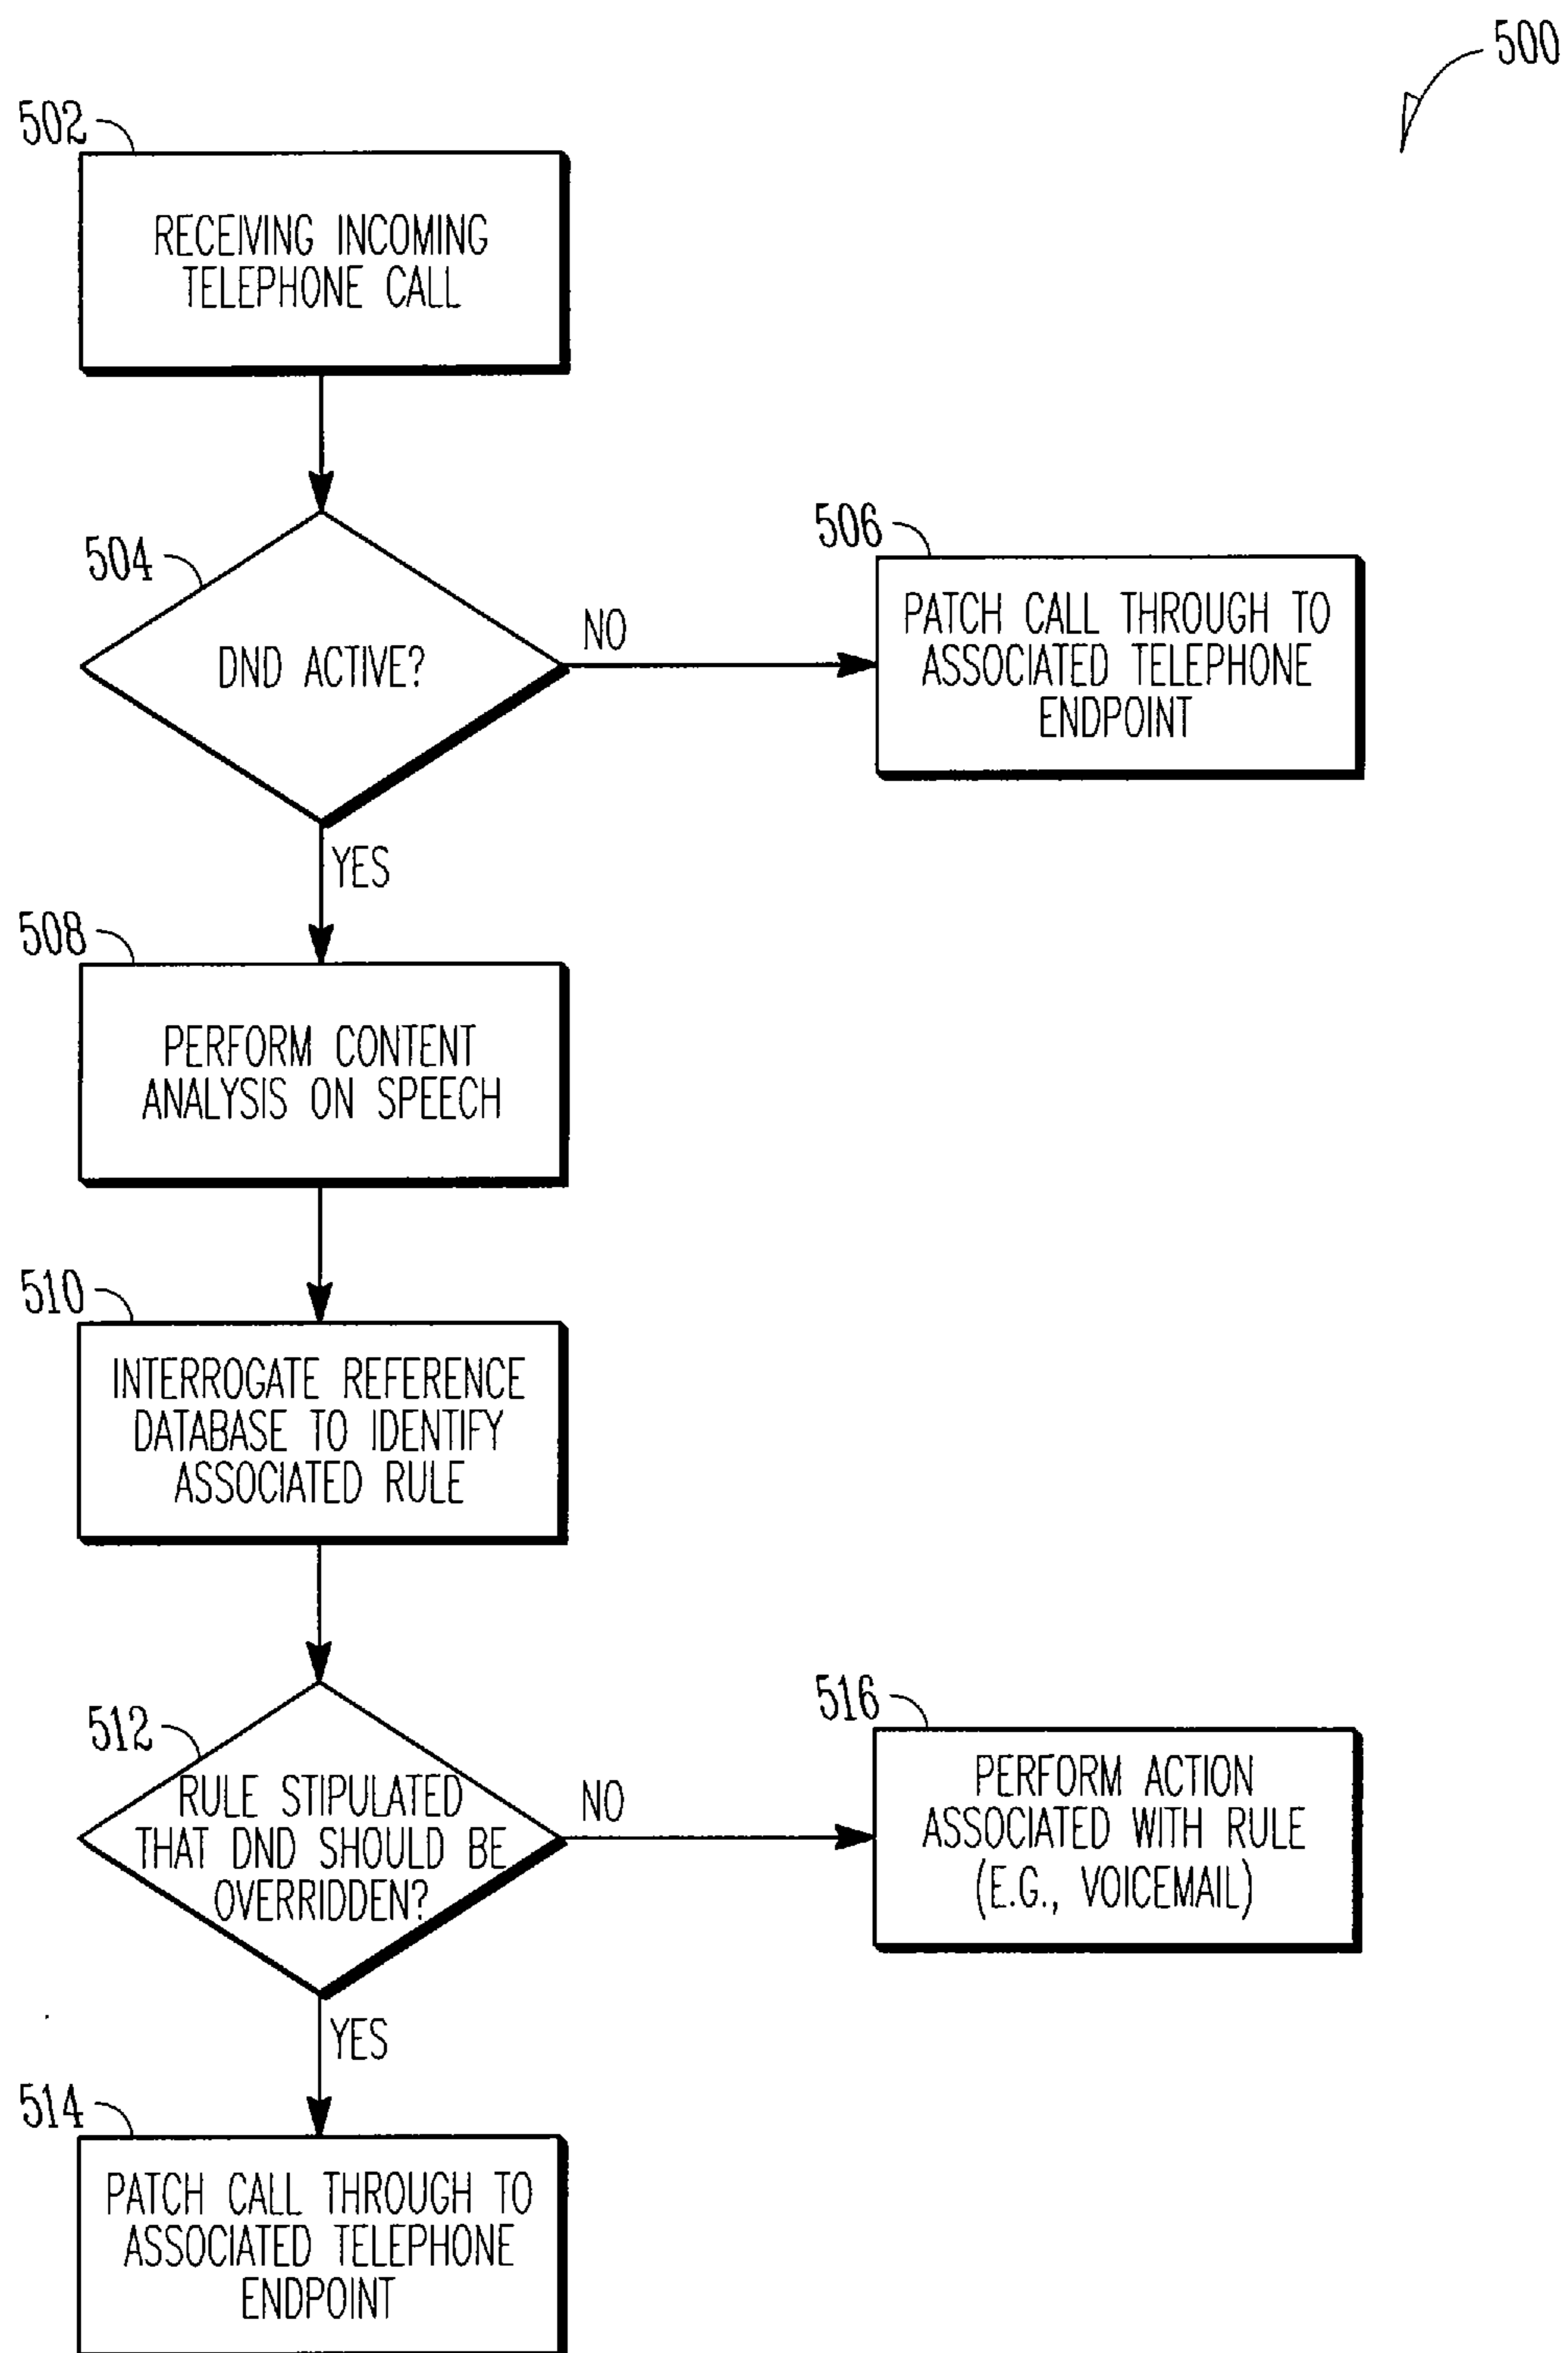 500
502
RECEIVING INCOMING
TELEPHONE CALL
504
DND ACTIVE?
NO
506
PATCH CALL THROUGH TO
ASSOCIATED TELEPHONE
ENDPOINT
YES
508
PERFORM CONTENT
ANALYSIS ON SPEECH
510
INTERROGATE REFERENCE
DATABASE TO IDENTIFY
ASSOCIATED RULE
512
RULE STIPULATED
THAT DND SHOULD BE
OVERRIDDEN?
NO
516
PERFORM ACTION
ASSOCIATED WITH RULE
(E.G., VOICEMAIL)
YES
514
PATCH CALL THROUGH TO
ASSOCIATED TELEPHONE
ENDPOINT